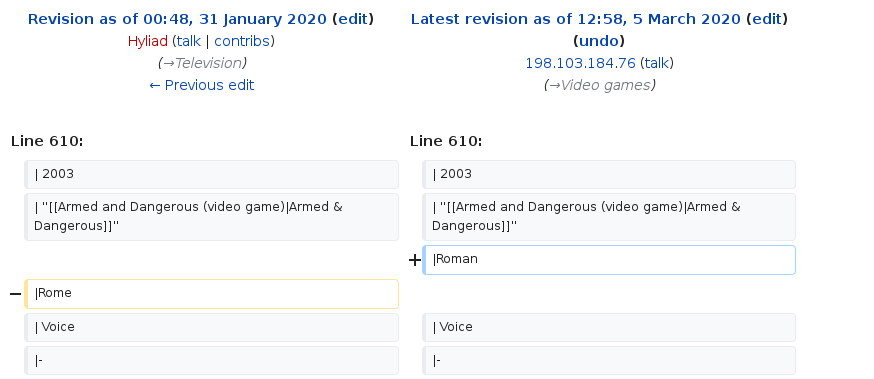 Revision as of 00:48, 31 January 2020 (edit)
Hyliad (talk | contribs)
(→Television)
← Previous edit
Latest revision as of 12:58, 5 March 2020 (edit)
(undo)
198.103.184.76 (talk)
(→Video games)
Line 610:
Line 610:
| 2003
| 2003
| "[[Armed and Dangerous (video game)|Armed &
Dangerous]]"
| "[[Armed and Dangerous (video game)|Armed &
Dangerous]]"
+ |Roman
− |Rome
| Voice
| Voice
|-
|-